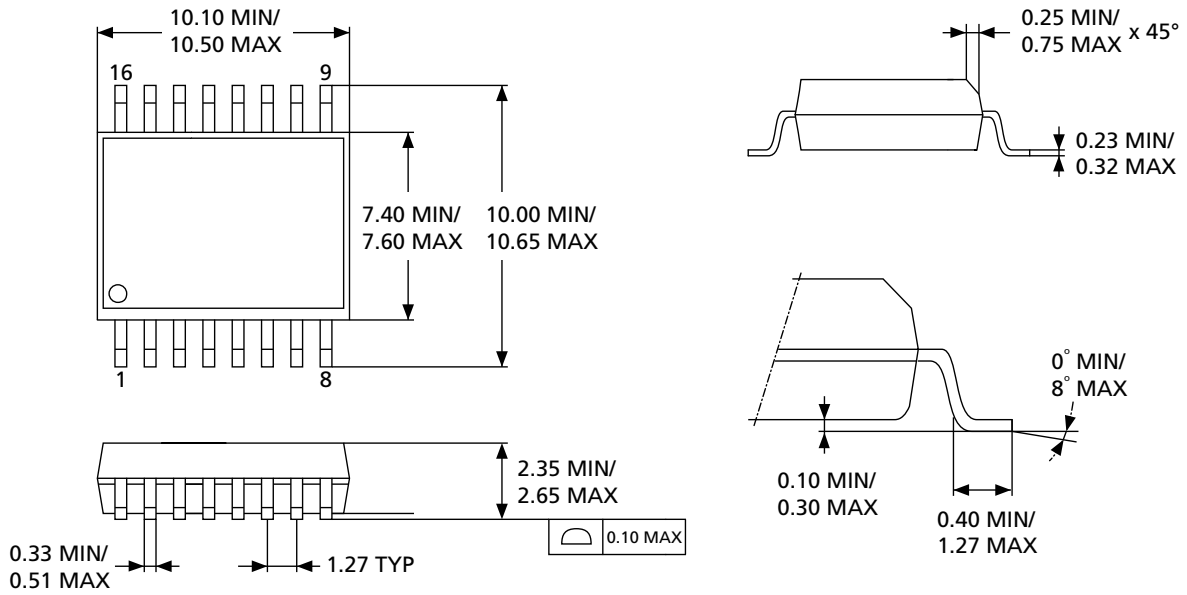 10.10 MIN/
10.50 MAX
16
9
7.40 MIN/
7.60 MAX
10.00 MIN/
10.65 MAX
1
8
2.35 MIN/
2.65 MAX
0.10 MAX
0.33 MIN/
0.51 MAX
1.27 TYP
0.25 MIN/
0.75 MAX x 45°
0.23 MIN/
0.32 MAX
0° MIN/
8° MAX
0.10 MIN/
0.30 MAX
0.40 MIN/
1.27 MAX